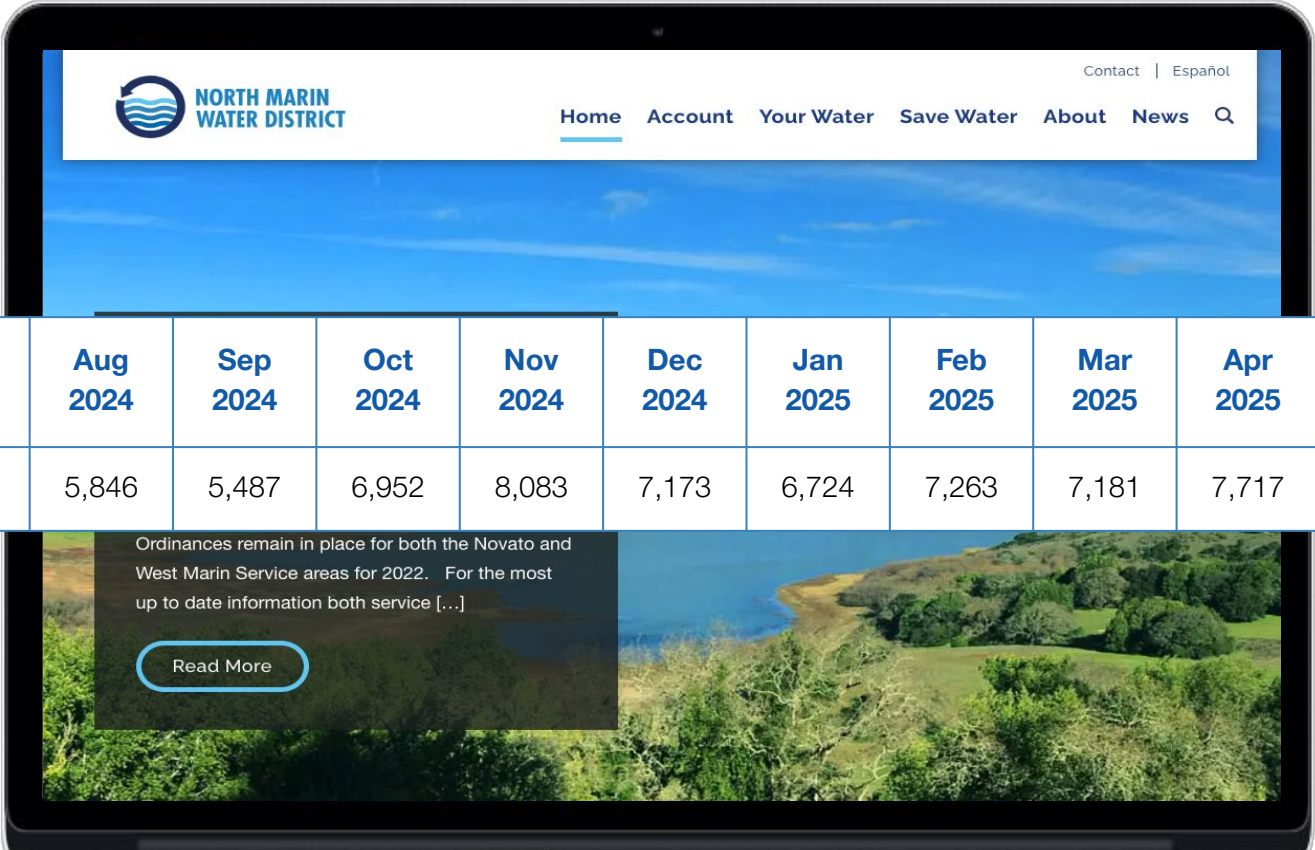 Contact | Español
NORTH MARIN
WATER DISTRICT
Home Account Your Water Save Water About News
Aug 2024 Sep 2024 Oct 2024 Nov 2024 Dec 2024 Jan 2025 Feb 2025 Mar 2025 Apr 2025
5,846 5,487 6,952 8,083 7,173 6,724 7,263 7,181 7,717
Ordinances remain in place for both the Novato and
West Marin Service areas for 2022. For the most
up to date information both service […]
Read More